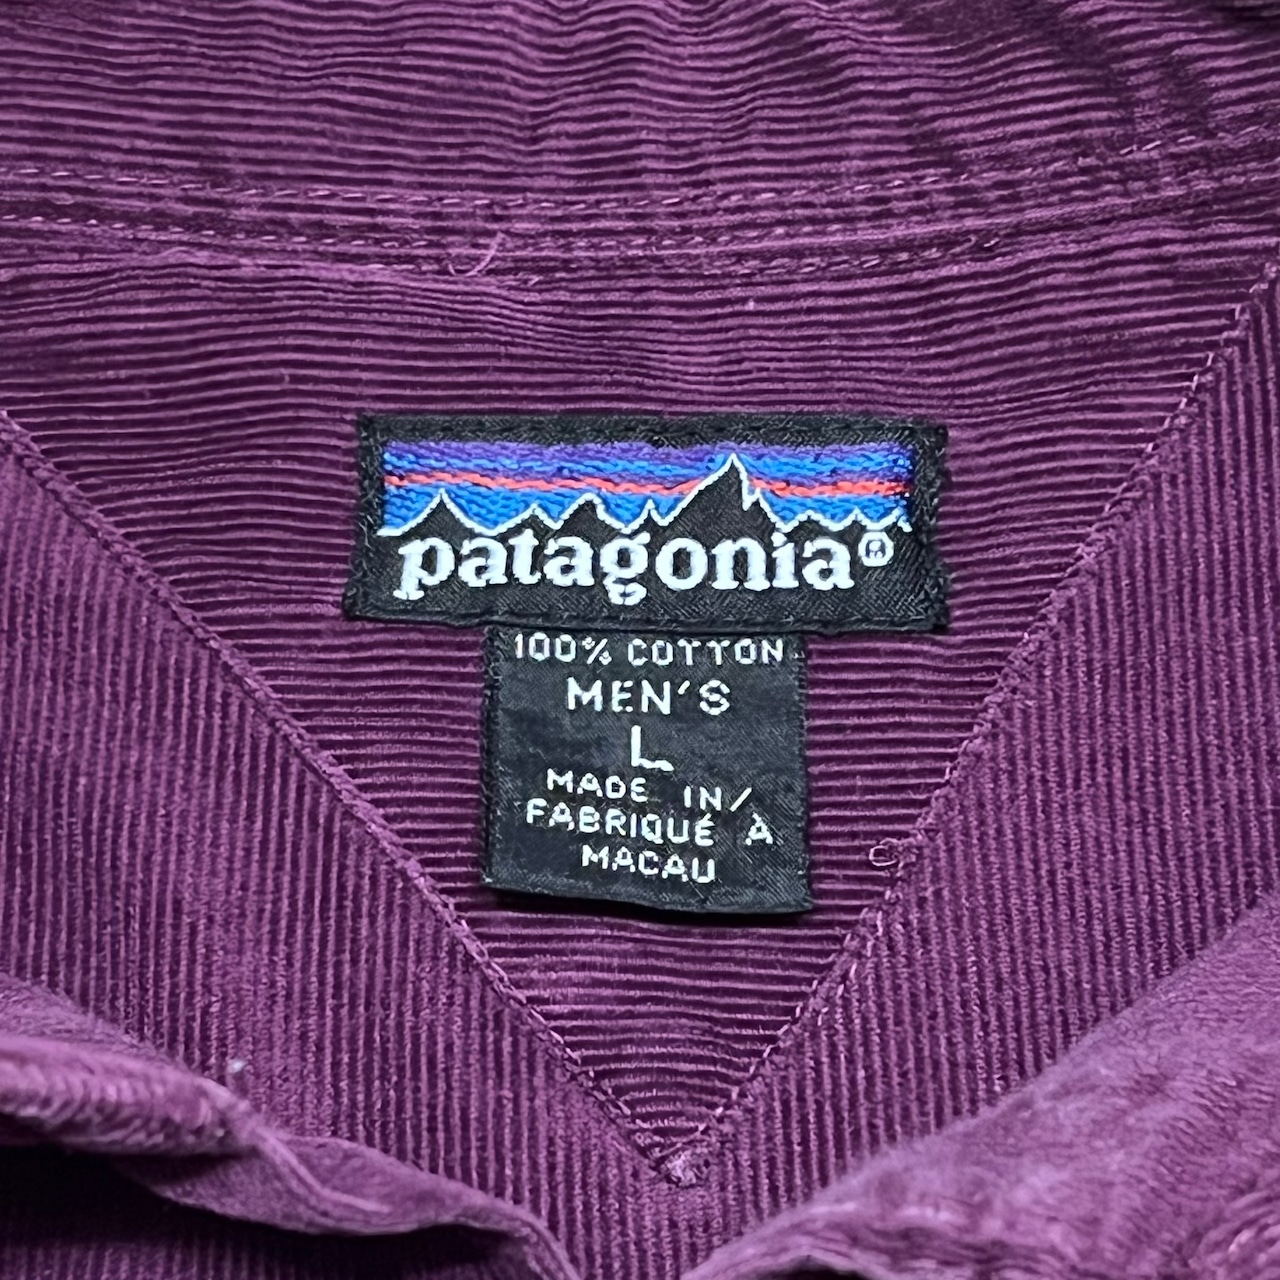 patagonia®
100% COTTON
MEN'S
L
MADE IN/
FABRIQUÉ À
MACAU